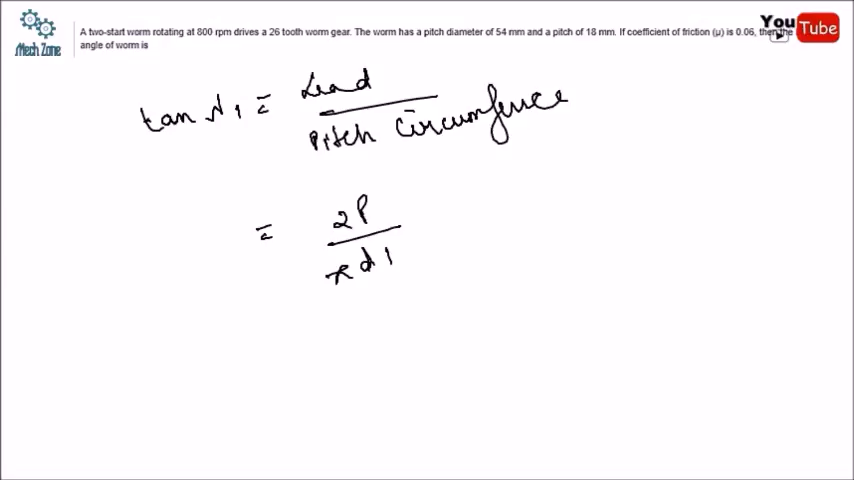 A two-start worm rotating at 800 rpm drives a 26 tooth worm gear. The worm has a pitch diameter of 54 mm and a pitch of 18 mm. If coefficient of friction (μ) is 0.06, then the
angle of worm is
You Tube
Mech Zone
tan λ1 = Lead
Pitch Circumference
= 2P
πd1